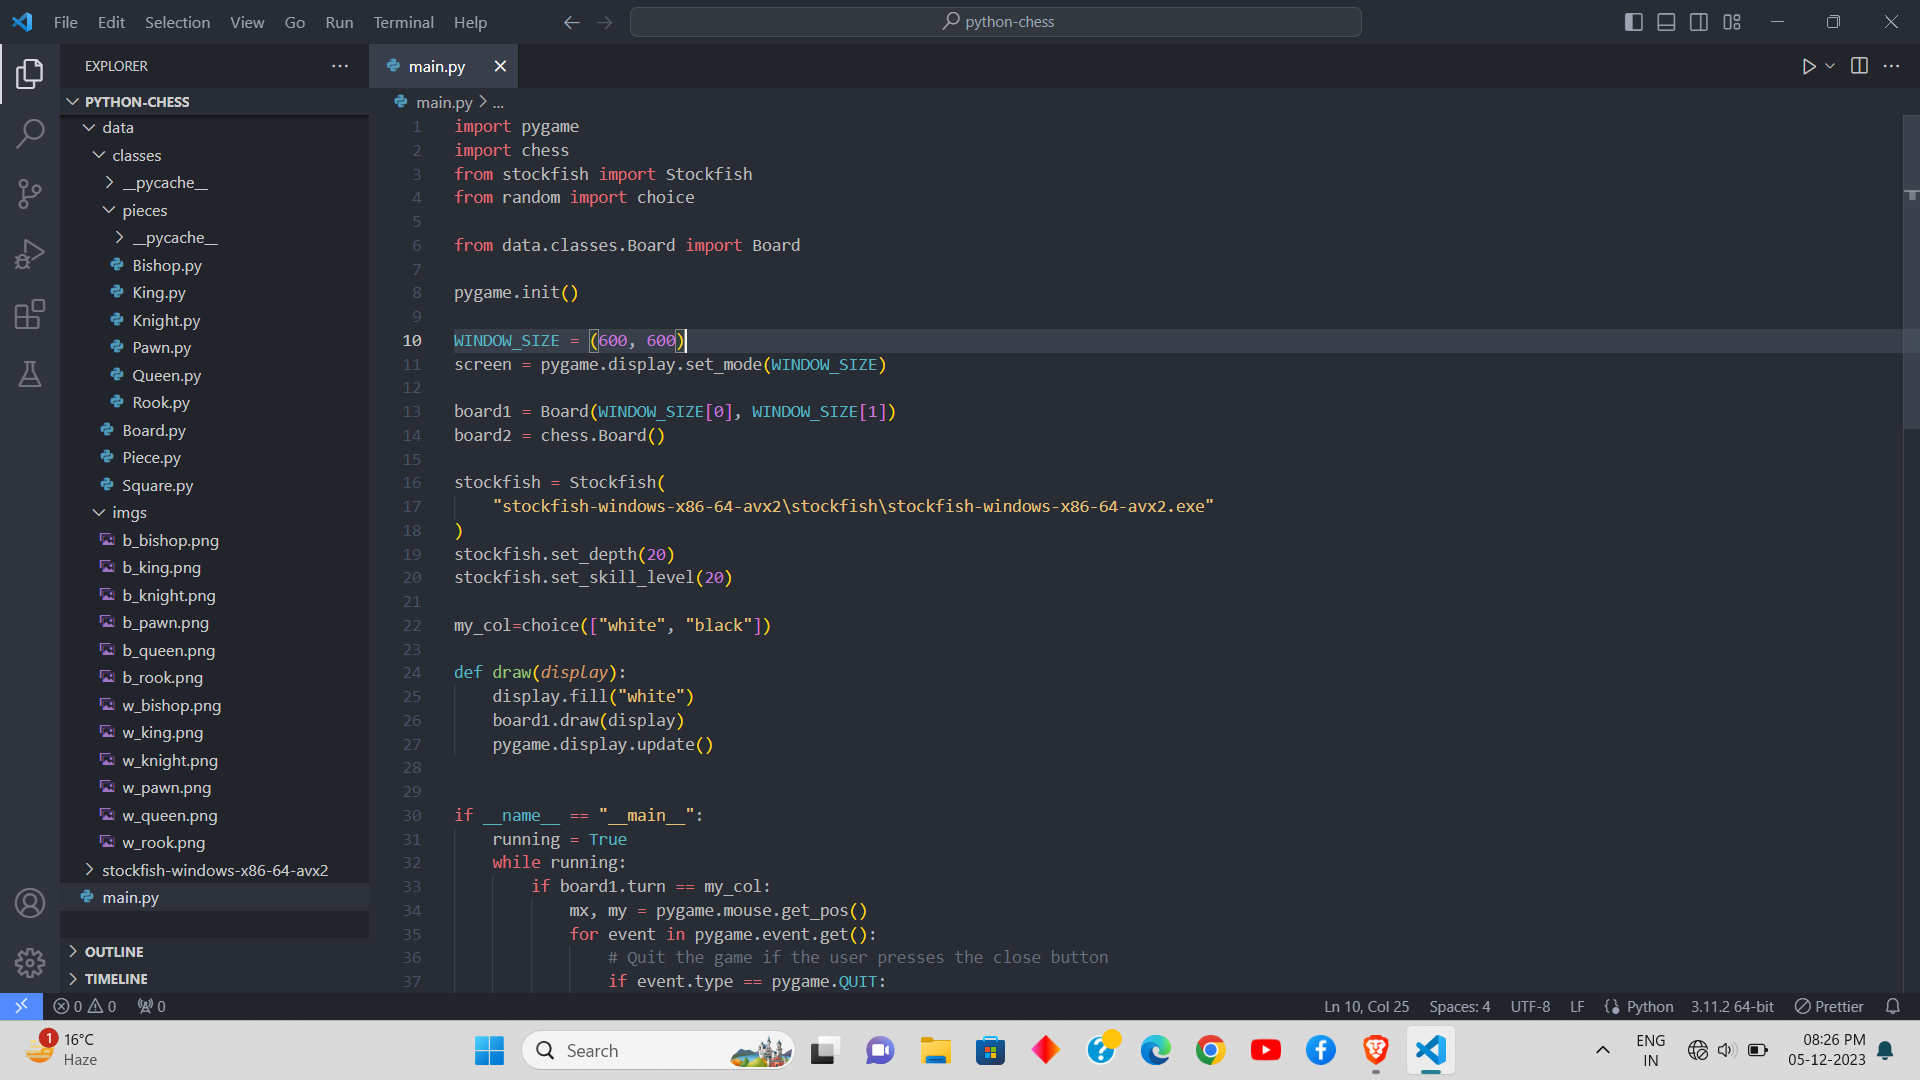 File Edit Selection View Go Run Terminal Help
python-chess
EXPLORER
PYTHON-CHESS
data
classes
__pycache__
pieces
__pycache__
Bishop.py
King.py
Knight.py
Pawn.py
Queen.py
Rook.py
Board.py
Piece.py
Square.py
imgs
b_bishop.png
b_king.png
b_knight.png
b_pawn.png
b_queen.png
b_rook.png
w_bishop.png
w_king.png
w_knight.png
w_pawn.png
w_queen.png
w_rook.png
stockfish-windows-x86-64-avx2
main.py
OUTLINE
TIMELINE
main.py
main.py > ...
1 import pygame
2 import chess
3 from stockfish import Stockfish
4 from random import choice
5
6 from data.classes.Board import Board
7
8 pygame.init()
9
10 WINDOW_SIZE = (600, 600)
11 screen = pygame.display.set_mode(WINDOW_SIZE)
12
13 board1 = Board(WINDOW_SIZE[0], WINDOW_SIZE[1])
14 board2 = chess.Board()
15
16 stockfish = Stockfish(
17     "stockfish-windows-x86-64-avx2\stockfish\stockfish-windows-x86-64-avx2.exe"
18 )
19 stockfish.set_depth(20)
20 stockfish.set_skill_level(20)
21
22 my_col=choice(["white", "black"])
23
24 def draw(display):
25     display.fill("white")
26     board1.draw(display)
27     pygame.display.update()
28
29
30 if __name__ == "__main__":
31     running = True
32     while running:
33         if board1.turn == my_col:
34             mx, my = pygame.mouse.get_pos()
35             for event in pygame.event.get():
36                 # Quit the game if the user presses the close button
37                 if event.type == pygame.QUIT:
0 0 0
Ln 10, Col 25 Spaces: 4 UTF-8 LF Python 3.11.2 64-bit Prettier
1
16°C
Haze
Search
ENG
IN
08:26 PM
05-12-2023